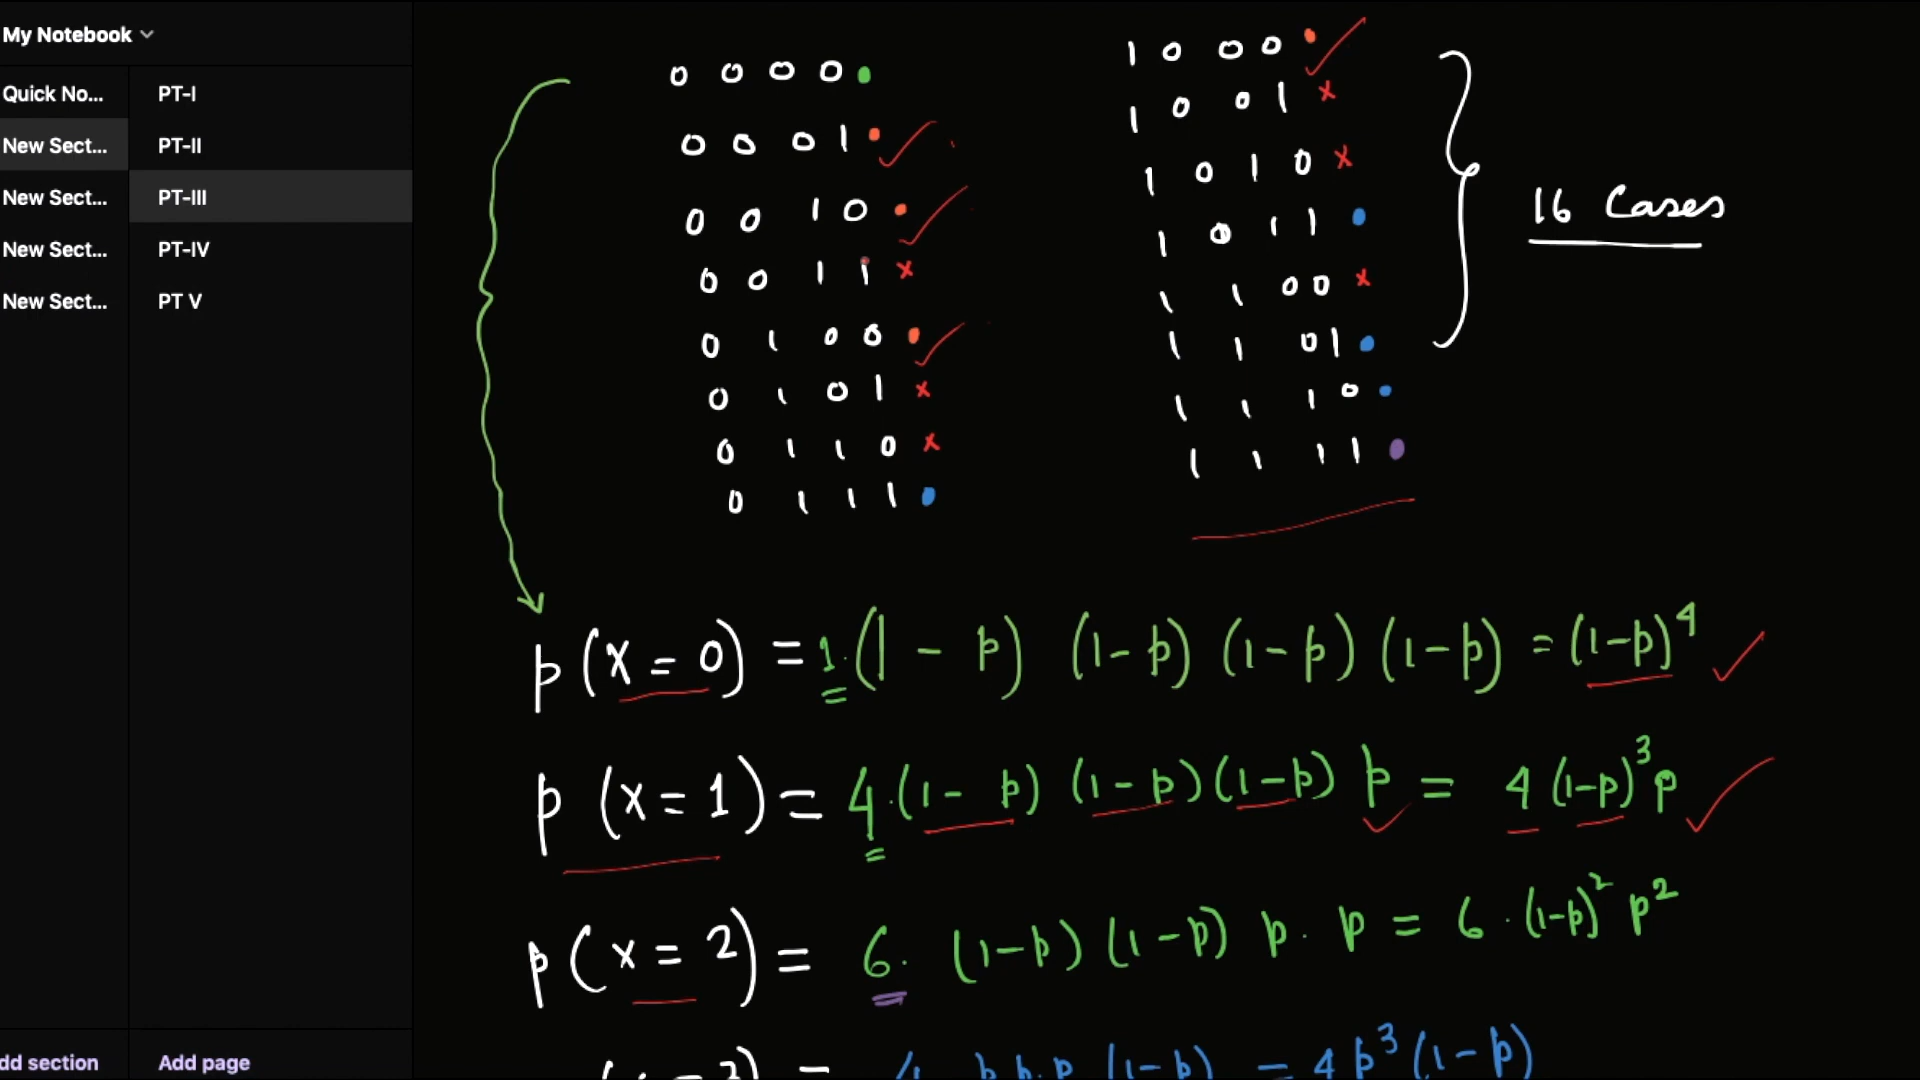 My Notebook
Quick No...
New Sect...
New Sect...
New Sect...
New Sect...
PT-I
PT-II
PT-III
PT-IV
PT V
dd section
Add page
0 0 0 0
0 0 0 1
0 0 1 0
0 0 1 1 x
0 1 0 0
0 1 0 1 x
0 1 1 0 x
0 1 1 1
1 0 0 0
1 0 0 1 x
1 0 1 0 x
1 0 1 1
1 1 0 0 x
1 1 0 1
1 1 1 0
1 1 1 1
16 Cases
p(x = 0) = 1·(1 - p) (1-p) (1-p) (1-p) = (1-p)⁴
p(x = 1) = 4·(1-p) (1-p) (1-p) p = 4 (1-p)³ p
p(x = 2) = 6· (1-p) (1-p) p · p = 6 · (1-p)² p²
= 4 p³ (1-p)